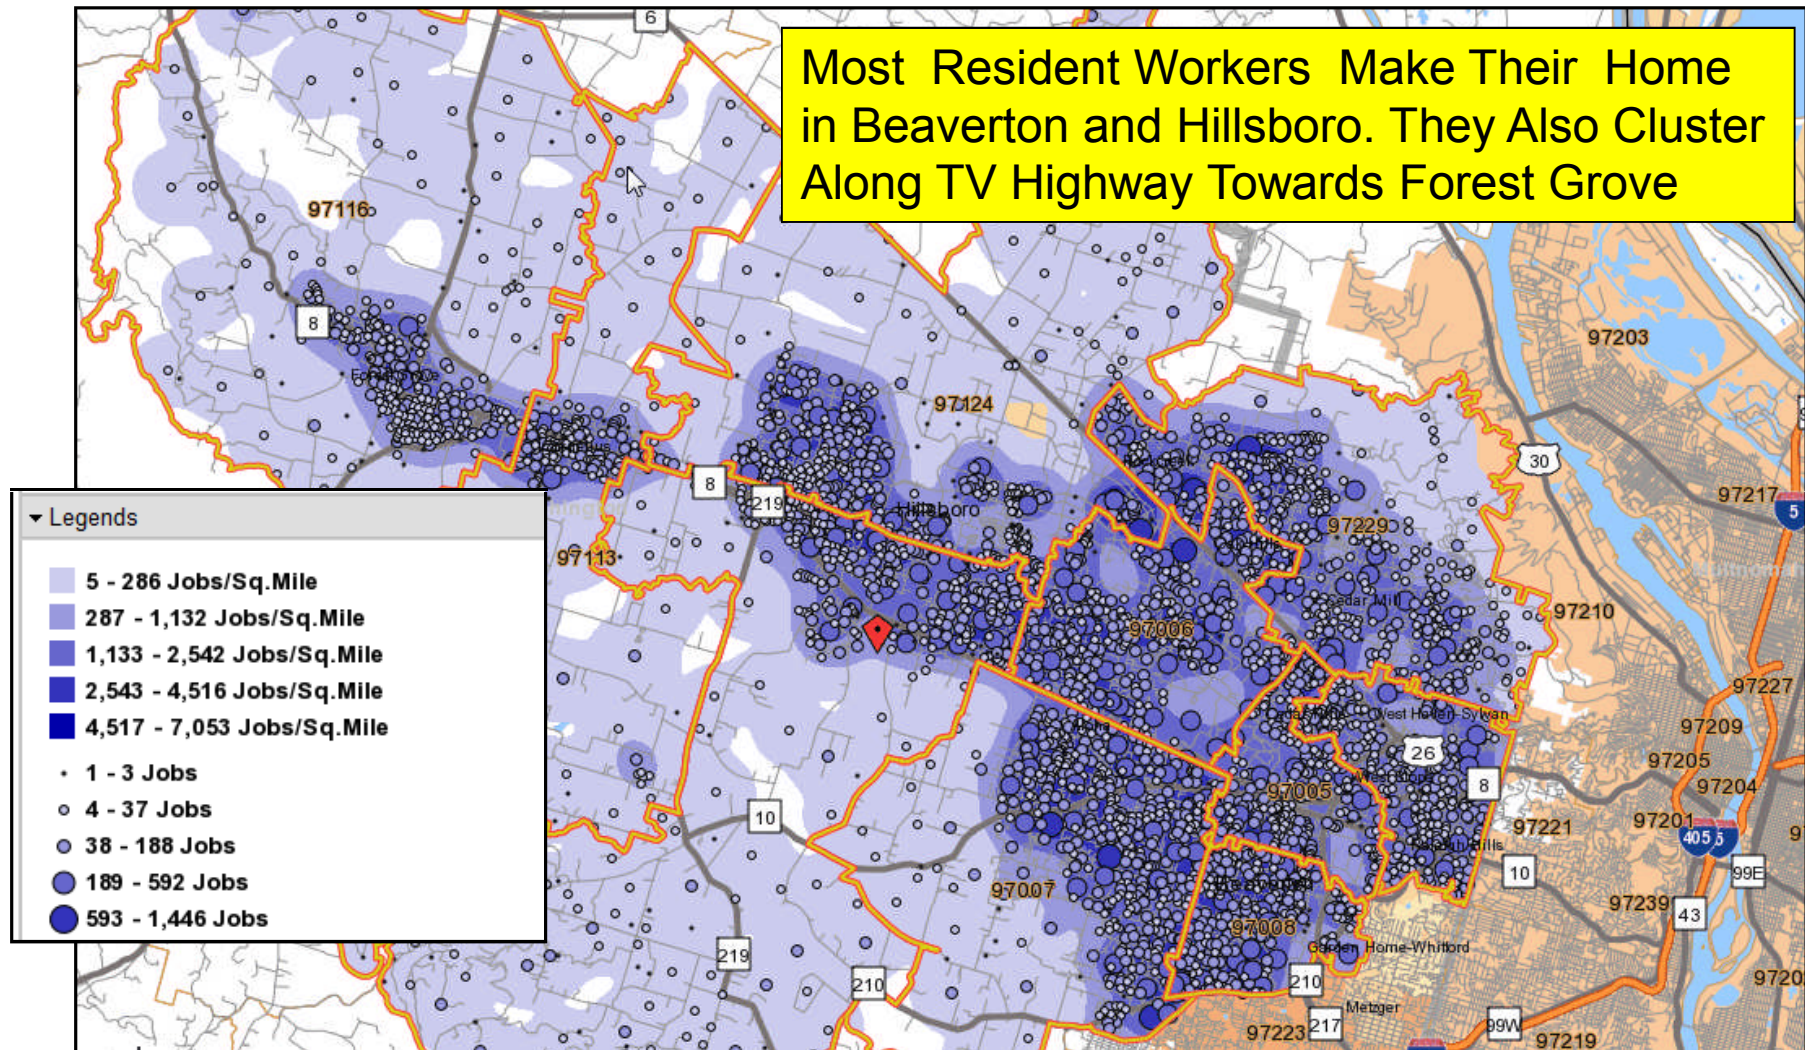 Most Resident Workers Make Their Home
in Beaverton and Hillsboro. They Also Cluster
Along TV Highway Towards Forest Grove
6
97116
8
97203
97124
30
97217
5
8
219
Hillsboro
97229
97113
Cedar Mill
97210
97006
97227
West Haven-Sylvan
97209
26
97205
97204
8
97005
10
97221
97201
405
5
10
99E
97007
97239
43
97008
Garden Home-Whitford
219
210
210
Metzger
217
97223
99W
97219
Legends
5 - 286 Jobs/Sq.Mile
287 - 1,132 Jobs/Sq.Mile
1,133 - 2,542 Jobs/Sq.Mile
2,543 - 4,516 Jobs/Sq.Mile
4,517 - 7,053 Jobs/Sq.Mile
1 - 3 Jobs
4 - 37 Jobs
38 - 188 Jobs
189 - 592 Jobs
593 - 1,446 Jobs